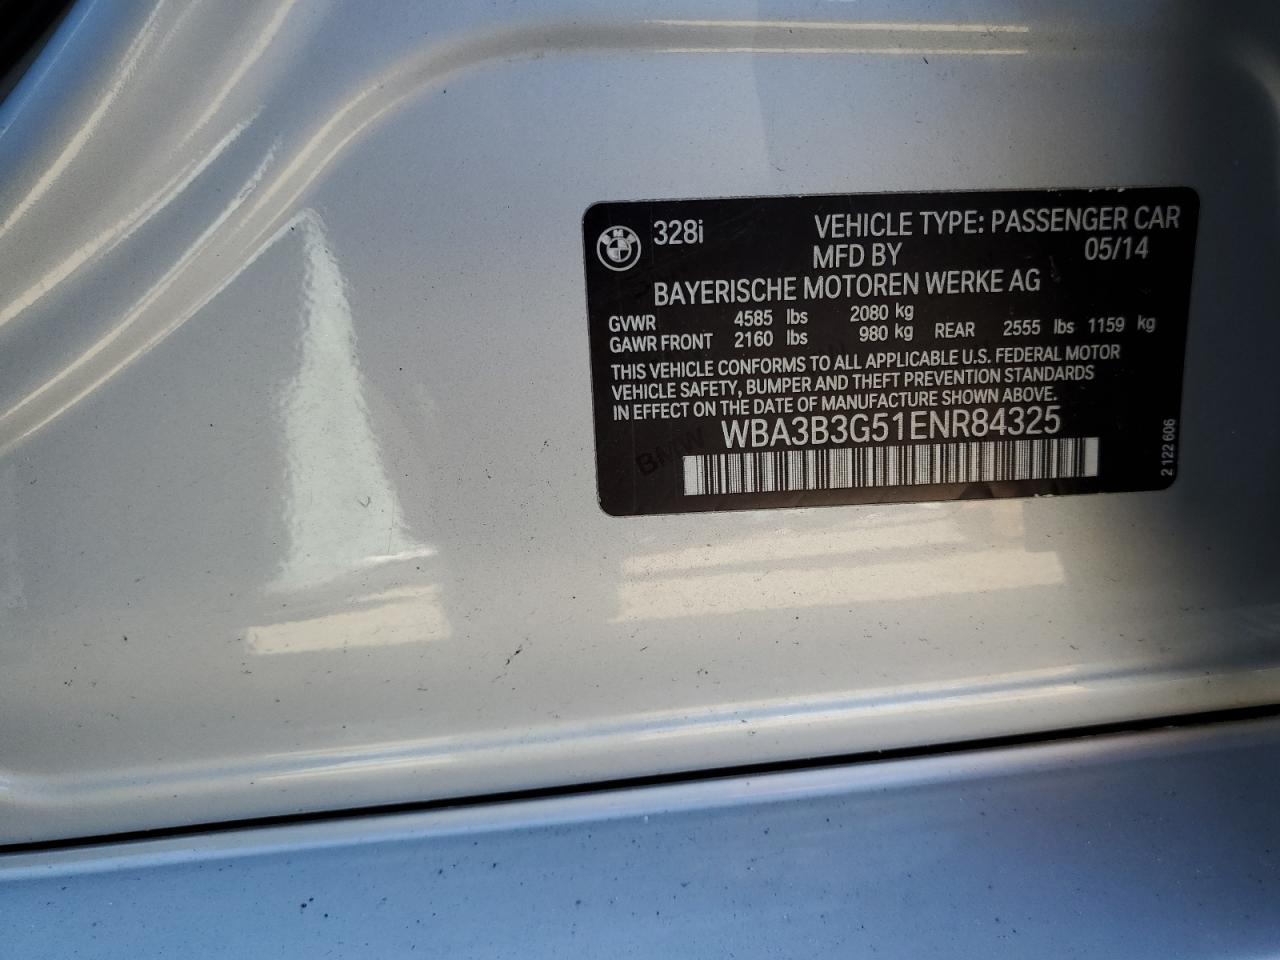 BMW 328i VEHICLE TYPE: PASSENGER CAR
MFD BY 05/14
BAYERISCHE MOTOREN WERKE AG
GVWR 4585 lbs 2080 kg
GAWR FRONT 2160 lbs 980 kg REAR 2555 lbs 1159 kg
THIS VEHICLE CONFORMS TO ALL APPLICABLE U.S. FEDERAL MOTOR
VEHICLE SAFETY, BUMPER AND THEFT PREVENTION STANDARDS
IN EFFECT ON THE DATE OF MANUFACTURE SHOWN ABOVE.
WBA3B3G51ENR84325
BMW
2 122 606